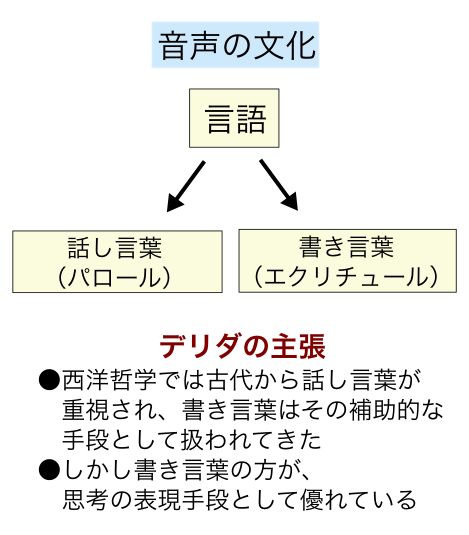 音声の文化
言語
話し言葉
（パロール）
書き言葉
（エクリチュール）
デリダの主張
●西洋哲学では古代から話し言葉が
重視され、書き言葉はその補助的な
手段として扱われてきた
●しかし書き言葉の方が、
思考の表現手段として優れている